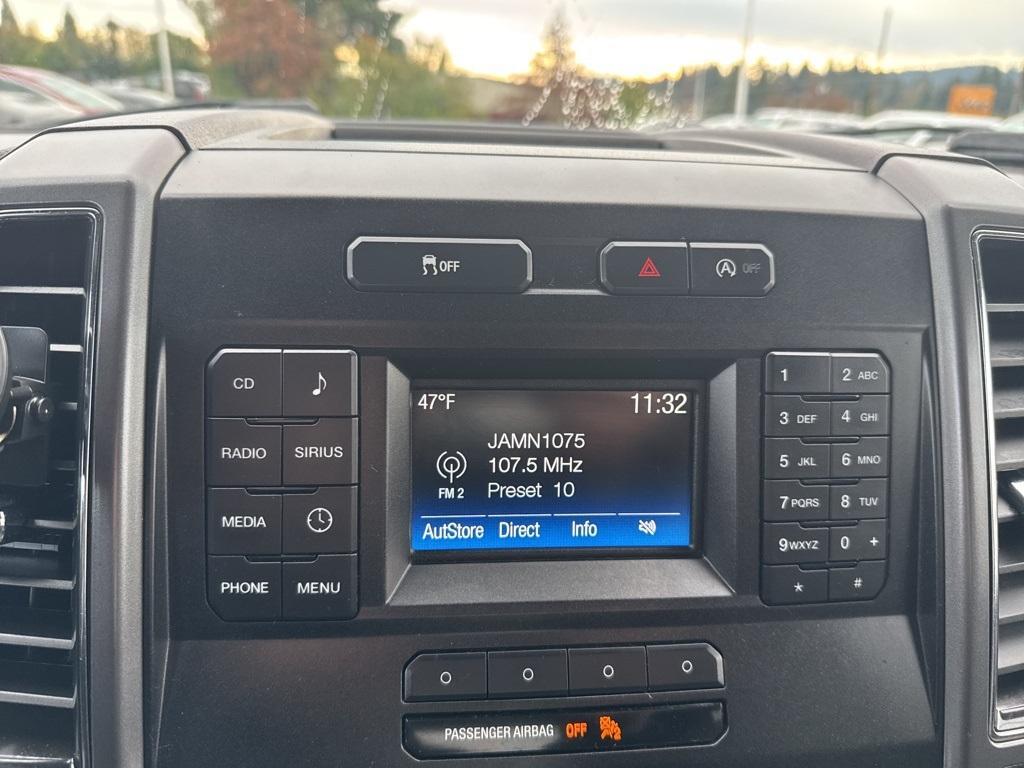 OFF
A OFF
CD
RADIO SIRIUS
MEDIA
PHONE MENU
47°F 11:32
JAMN1075
107.5 MHz
FM 2 Preset 10
AutStore Direct Info
1 2 ABC
3 DEF 4 GHI
5 JKL 6 MNO
7 PQRS 8 TUV
9 WXYZ 0 +
* #
PASSENGER AIRBAG OFF